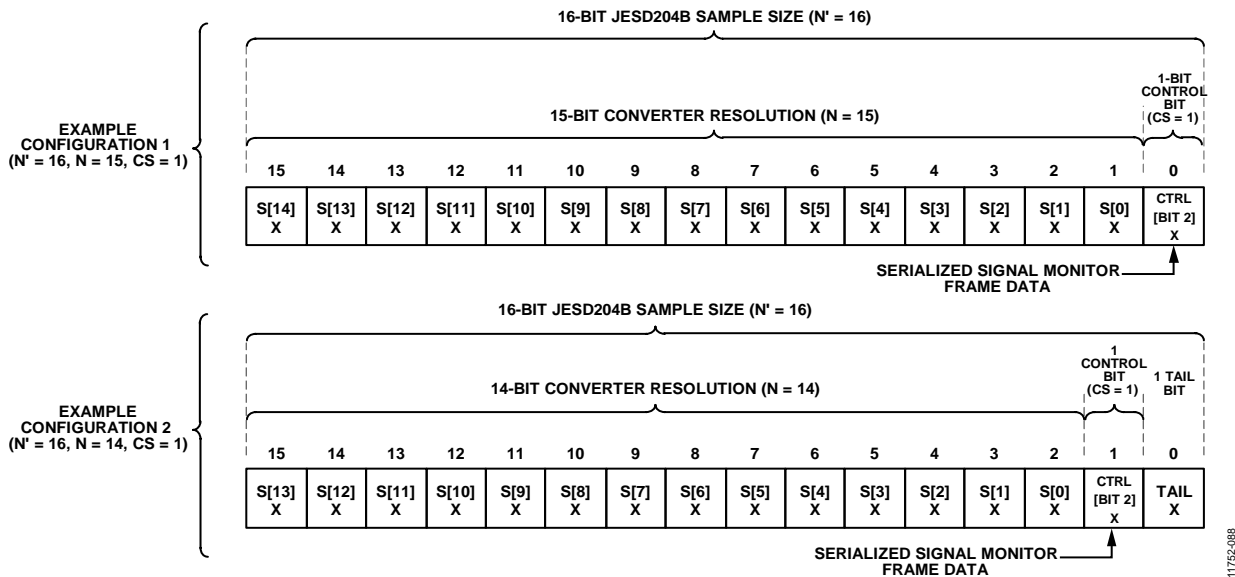 16-BIT JESD204B SAMPLE SIZE (N' = 16)
1-BIT
CONTROL
BIT
(CS = 1)
15-BIT CONVERTER RESOLUTION (N = 15)
EXAMPLE
CONFIGURATION 1
(N' = 16, N = 15, CS = 1)
15 14 13 12 11 10 9 8 7 6 5 4 3 2 1 0
S[14] S[13] S[12] S[11] S[10] S[9] S[8] S[7] S[6] S[5] S[4] S[3] S[2] S[1] S[0] CTRL
[BIT 2]
X X X X X X X X X X X X X X X X
SERIALIZED SIGNAL MONITOR
FRAME DATA
16-BIT JESD204B SAMPLE SIZE (N' = 16)
1
CONTROL
BIT
(CS = 1)
1 TAIL
BIT
14-BIT CONVERTER RESOLUTION (N = 14)
EXAMPLE
CONFIGURATION 2
(N' = 16, N = 14, CS = 1)
15 14 13 12 11 10 9 8 7 6 5 4 3 2 1 0
S[13] S[12] S[11] S[10] S[9] S[8] S[7] S[6] S[5] S[4] S[3] S[2] S[1] S[0] CTRL TAIL
[BIT 2]
X X X X X X X X X X X X X X X X
SERIALIZED SIGNAL MONITOR
FRAME DATA
11752-088